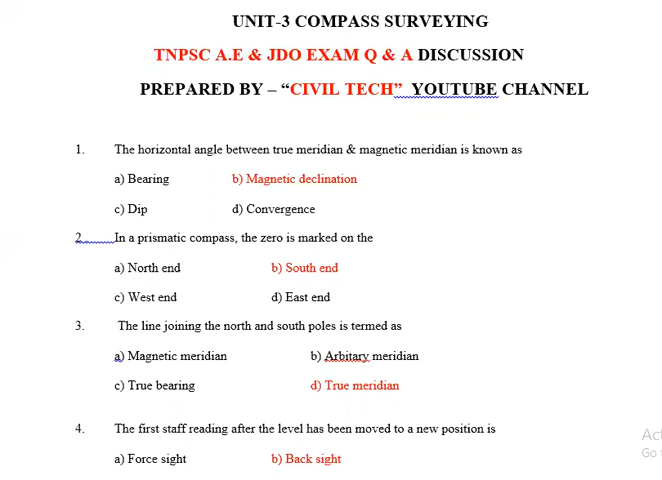 UNIT-3 COMPASS SURVEYING
TNPSC A.E & JDO EXAM Q & A DISCUSSION
PREPARED BY – “CIVIL TECH” YOUTUBE CHANNEL
1. The horizontal angle between true meridian & magnetic meridian is known as
a) Bearing b) Magnetic declination
c) Dip d) Convergence
2. In a prismatic compass, the zero is marked on the
a) North end b) South end
c) West end d) East end
3. The line joining the north and south poles is termed as
a) Magnetic meridian b) Arbitary meridian
c) True bearing d) True meridian
4. The first staff reading after the level has been moved to a new position is
Act
Go
a) Force sight b) Back sight